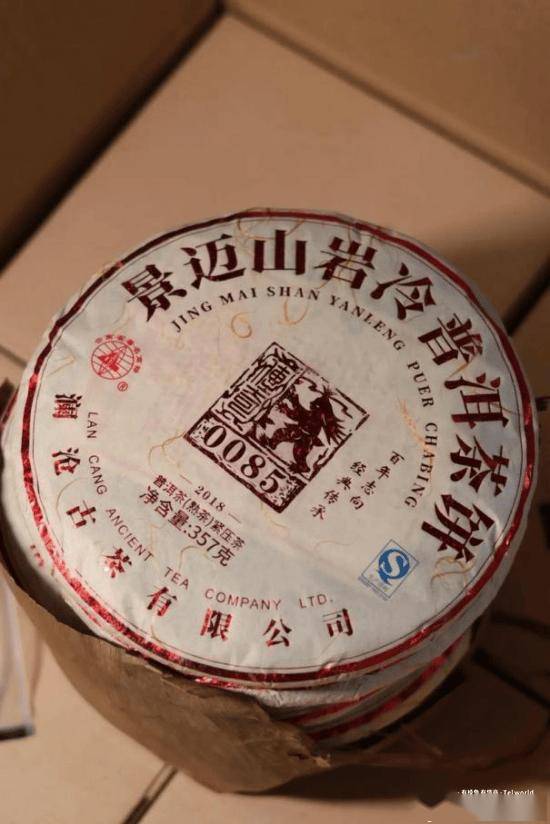 景迈山岩冷普洱茶饼
JING MAI SHAN YANLENG PUER CHABING
0085
百年志向
经典传承
2018
普洱茶(熟茶)紧压茶
净含量:357克
LAN CANG ANCIENT TEA COMPANY LTD.
澜沧古茶有限公司